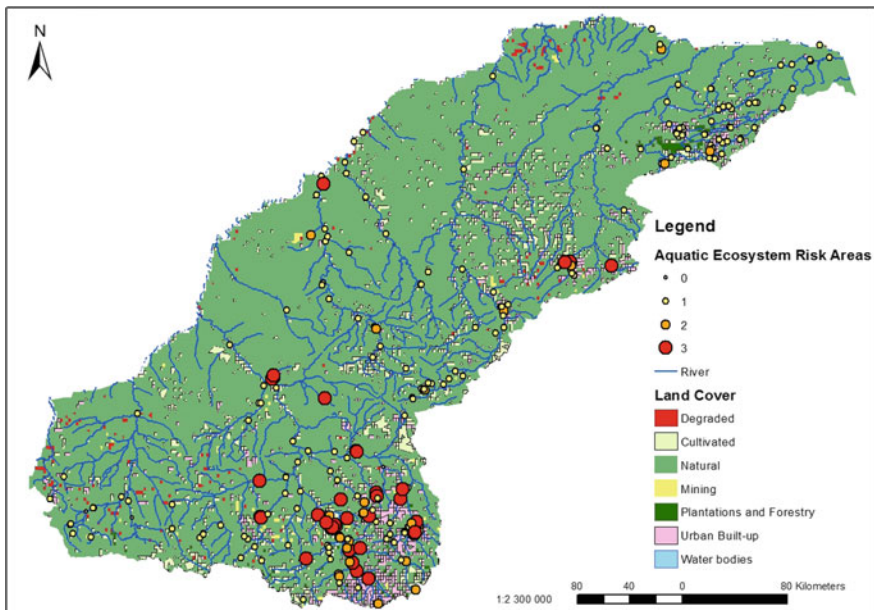 N
Legend
Aquatic Ecosystem Risk Areas
0
1
2
3
River
Land Cover
Degraded
Cultivated
Natural
Mining
Plantations and Forestry
Urban Built-up
Water bodies
1:2 300 000
80 40 0 80 Kilometers